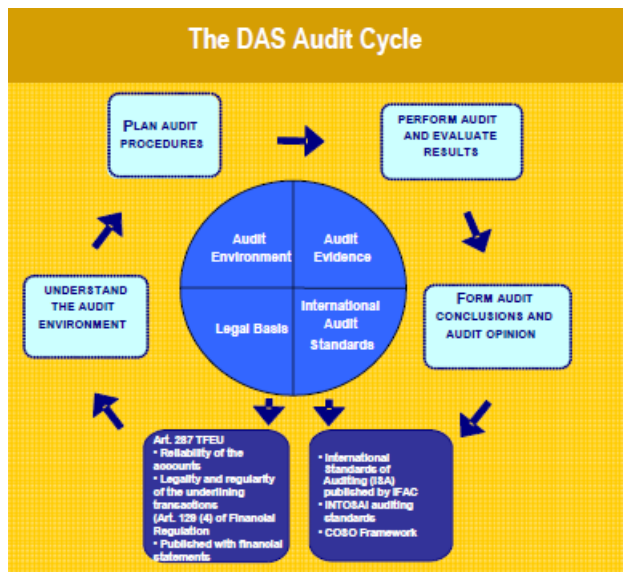 The DAS Audit Cycle
PLAN AUDIT
PROCEDURES
PERFORM AUDIT
AND EVALUATE
RESULTS
Audit
Environment
Audit
Evidence
UNDERSTAND
THE AUDIT
ENVIRONMENT
Legal Basis
International
Audit
Standards
FORM AUDIT
CONCLUSIONS AND
AUDIT OPINION
Art. 287 TFEU
• Reliability of the
accounts
• Legality and regularity
of the underlining
transactions
(Art. 129 (4) of Financial
Regulation
• Published with financial
statements
• International
Standards of
Auditing (ISA)
published by IFAC
• INTOSAI auditing
standards
• COSO Framework